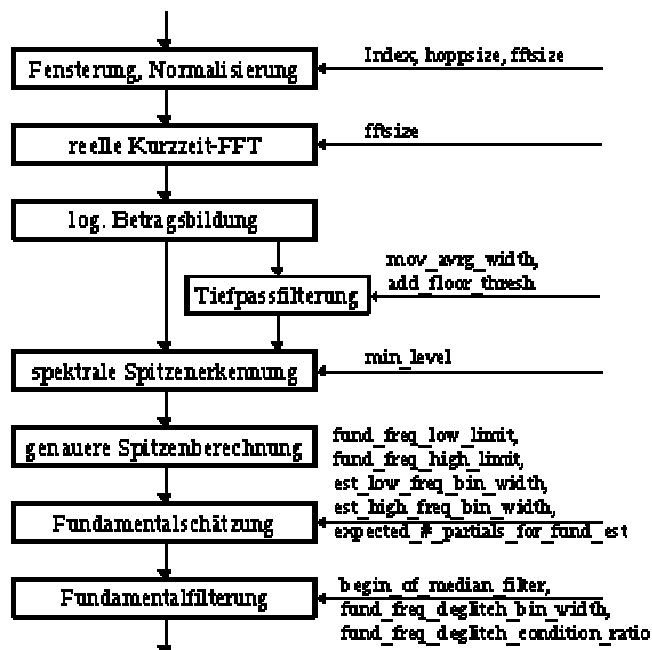 Fensterung, Normalisierung
Index, hoppsize, fftsize
reelle Kurzzeit-FFT
fftsize
log. Betragsbildung
mov_avrg_width,
add_floor_thresh
Tiefpassfilterung
spektrale Spitzenerkennung
min_level
genauere Spitzenberechnung
fund_freq_low_limit,
fund_freq_high_limit,
est_low_freq_bin_width,
est_high_freq_bin_width,
expected_#_partials_for_fund_est
Fundamentalschätzung
Fundamentalfilterung
begin_of_median_filter,
fund_freq_deglitch_bin_width,
fund_freq_deglitch_condition_ratio